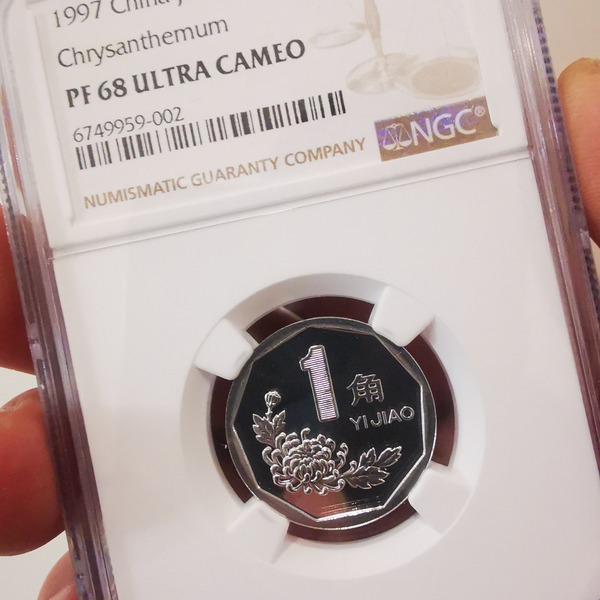 1997 China
Chrysanthemum
PF 68 ULTRA CAMEO
6749959-002
NGC®
NUMISMATIC GUARANTY COMPANY
1 角
YI JIAO